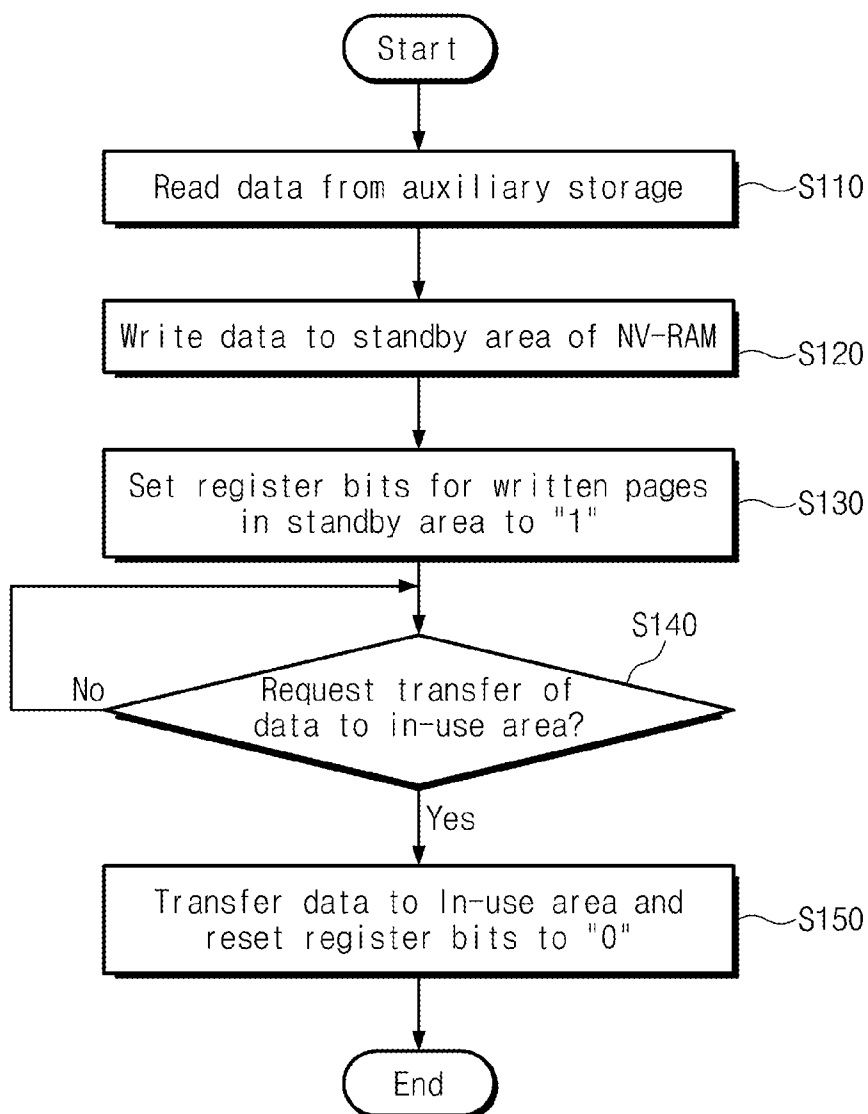 Start
Read data from auxiliary storage
S110
Write data to standby area of NV-RAM
S120
Set register bits for written pages
in standby area to "1"
S130
S140
Request transfer of
data to in-use area?
No
Yes
Transfer data to In-use area and
reset register bits to "0"
S150
End